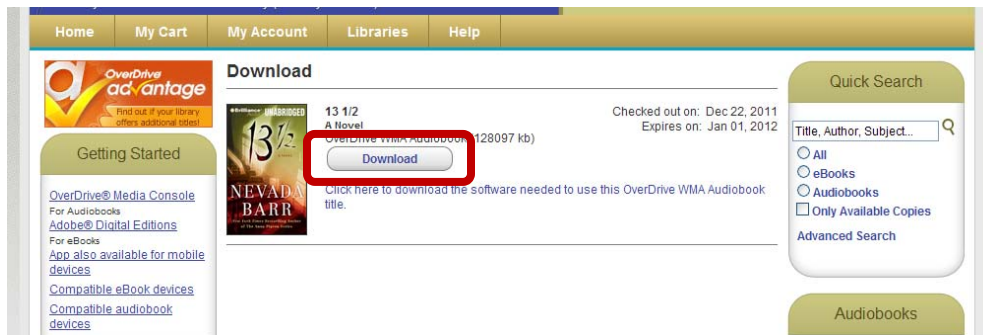 Home My Cart My Account Libraries Help
OverDrive
advantage
Find out if your library
offers additional titles!
Getting Started
OverDrive® Media Console
For Audiobooks
Adobe® Digital Editions
For eBooks
App also available for mobile
devices
Compatible eBook devices
Compatible audiobook
devices
Download
UNABRIDGED
13½
NEVADA
BARR
13 1/2
A Novel
OverDrive WMA Audiobook (128097 kb)
Download
Click here to download the software needed to use this OverDrive WMA Audiobook
title.
Checked out on: Dec 22, 2011
Expires on: Jan 01, 2012
Quick Search
Title, Author, Subject...
All
eBooks
Audiobooks
Only Available Copies
Advanced Search
Audiobooks